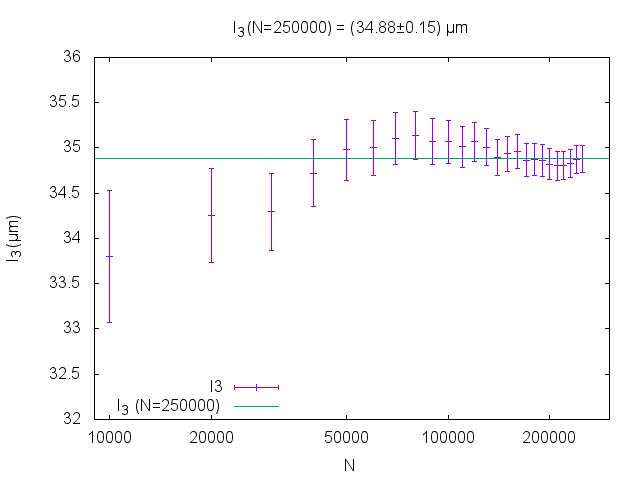 I3(N=250000) = (34.88±0.15) µm
36
35.5
35
34.5
34
33.5
33
32.5
32
I3(µm)
I3
I3 (N=250000)
10000 20000 50000 100000 200000
N